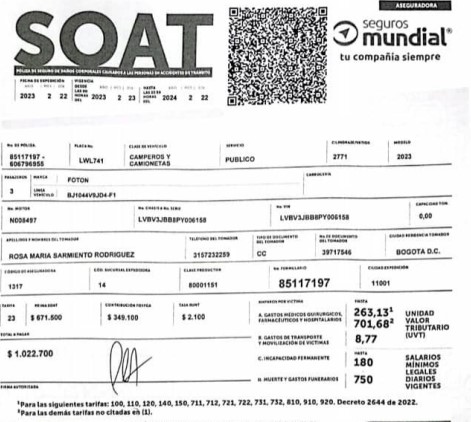 ASEGURADORA
SOAT
seguros
mundial®
tu compañía siempre
PÓLIZA DE SEGURO DE DAÑOS CORPORALES CAUSADOS A LAS PERSONAS EN ACCIDENTES DE TRÁNSITO
FECHA DE EXPEDICIÓN VIGENCIA
DESDE LAS 00 HORAS DEL HASTA LAS 23:59 HORAS DEL
2023 2 22 2023 2 23 2024 2 22
No. DE PÓLIZA PLACA No. CLASE DE VEHÍCULO SERVICIO CILINDRAJE/VATIOS MODELO
85117197 - 606796955 LWL741 CAMPEROS Y CAMIONETAS PUBLICO 2771 2023
PASAJEROS MARCA CARROCERÍA
3 FOTON
LÍNEA VEHÍCULO BJ1044V9JD4-F1
No. MOTOR No. CHASIS o No. SERIE No. VIN CAPACIDAD TON.
N008497 LVBV3JBB8PY006158 LVBV3JBB8PY006158 0,00
APELLIDOS Y NOMBRES DEL TOMADOR TELÉFONO DEL TOMADOR TIPO DE DOCUMENTO DEL TOMADOR No. DE DOCUMENTO DEL TOMADOR CIUDAD RESIDENCIA TOMADOR
ROSA MARIA SARMIENTO RODRIGUEZ 3157232259 CC 39717546 BOGOTA D.C.
CÓDIGO DE ASEGURADORA CÓD. SUCURSAL EXPEDIDORA CLAVE PRODUCTOR No. FORMULARIO CIUDAD EXPEDICIÓN
1317 14 80001151 85117197 11001
TARIFA PRIMA SOAT CONTRIBUCIÓN FOSYGA TASA RUNT AMPAROS POR VÍCTIMA HASTA
23 $ 671.500 $ 349.100 $ 2.100
A. GASTOS MÉDICOS QUIRÚRGICOS, FARMACÉUTICOS Y HOSPITALARIOS 263,13¹ 701,68² UNIDAD VALOR TRIBUTARIO (UVT)
TOTAL A PAGAR
$ 1.022.700
B. GASTOS DE TRANSPORTE Y MOVILIZACIÓN DE VÍCTIMAS 8,77
C. INCAPACIDAD PERMANENTE HASTA 180 SALARIOS MÍNIMOS LEGALES DIARIOS VIGENTES
D. MUERTE Y GASTOS FUNERARIOS 750
FIRMA AUTORIZADA
¹Para las siguientes tarifas: 100, 110, 120, 140, 150, 711, 712, 721, 722, 731, 732, 810, 910, 920. Decreto 2644 de 2022.
²Para las demás tarifas no citadas en (1).